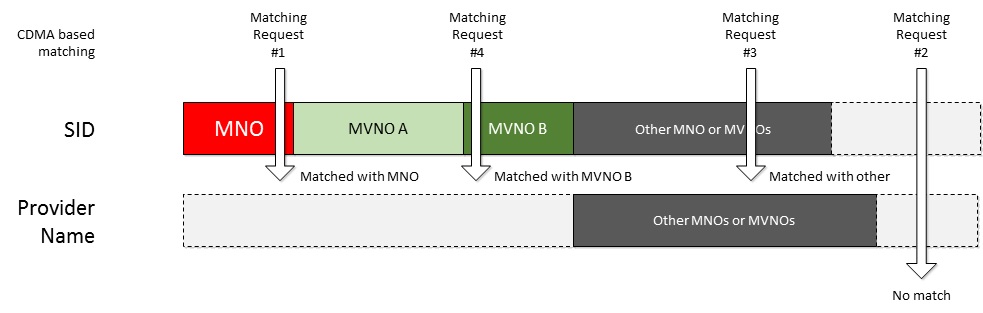 CDMA based
matching
Matching
Request
#1
Matching
Request
#4
Matching
Request
#3
Matching
Request
#2
SID
MNO
MVNO A
MVNO B
Other MNO or MV Os
Matched with MNO
Matched with MVNO B
Matched with other
Provider
Name
Other MNOs or MVNOs
No match